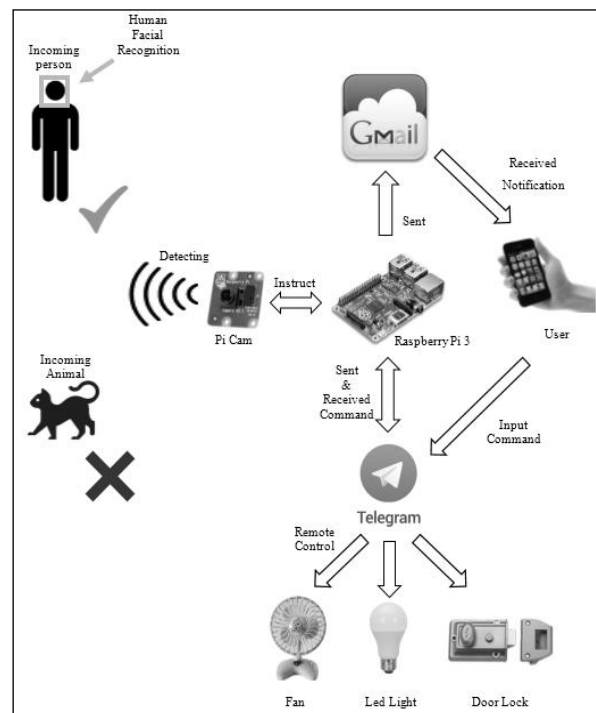 Human
Facial
Recognition
Incoming
person
Gmail
Received
Notification
Sent
Detecting
Instruct
Pi Cam
Raspberry Pi 3
User
Incoming
Animal
Sent
&
Received
Command
Input
Command
Telegram
Remote
Control
Fan
Led Light
Door Lock